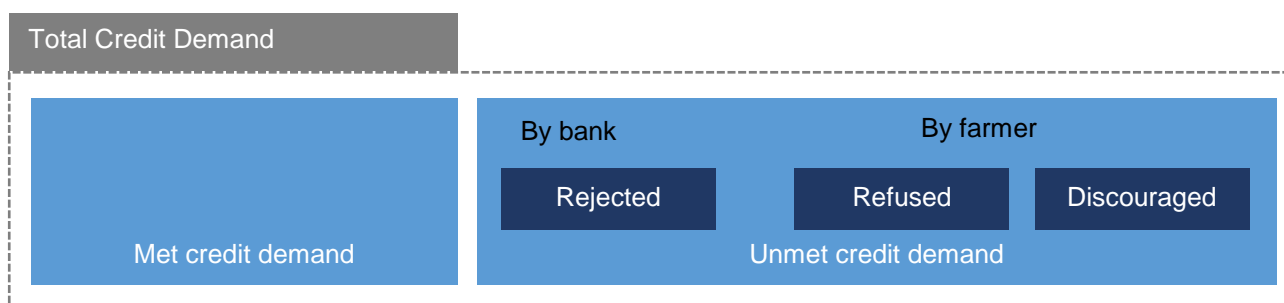 Total Credit Demand
By bank
By farmer
Rejected
Refused
Discouraged
Met credit demand
Unmet credit demand